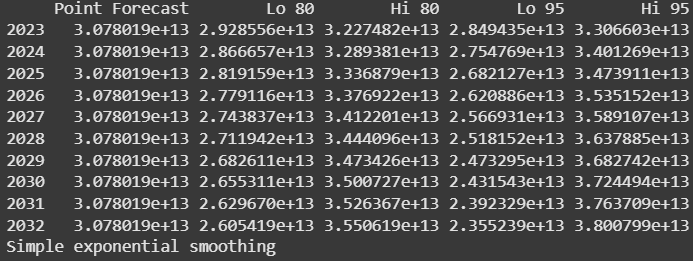 Point Forecast Lo 80 Hi 80 Lo 95 Hi 95
2023 3.078019e+13 2.928556e+13 3.227482e+13 2.849435e+13 3.306603e+13
2024 3.078019e+13 2.866657e+13 3.289381e+13 2.754769e+13 3.401269e+13
2025 3.078019e+13 2.819159e+13 3.336879e+13 2.682127e+13 3.473911e+13
2026 3.078019e+13 2.779116e+13 3.376922e+13 2.620886e+13 3.535152e+13
2027 3.078019e+13 2.743837e+13 3.412201e+13 2.566931e+13 3.589107e+13
2028 3.078019e+13 2.711942e+13 3.444096e+13 2.518152e+13 3.637885e+13
2029 3.078019e+13 2.682611e+13 3.473426e+13 2.473295e+13 3.682742e+13
2030 3.078019e+13 2.655311e+13 3.500727e+13 2.431543e+13 3.724494e+13
2031 3.078019e+13 2.629670e+13 3.526367e+13 2.392329e+13 3.763709e+13
2032 3.078019e+13 2.605419e+13 3.550619e+13 2.355239e+13 3.800799e+13
Simple exponential smoothing